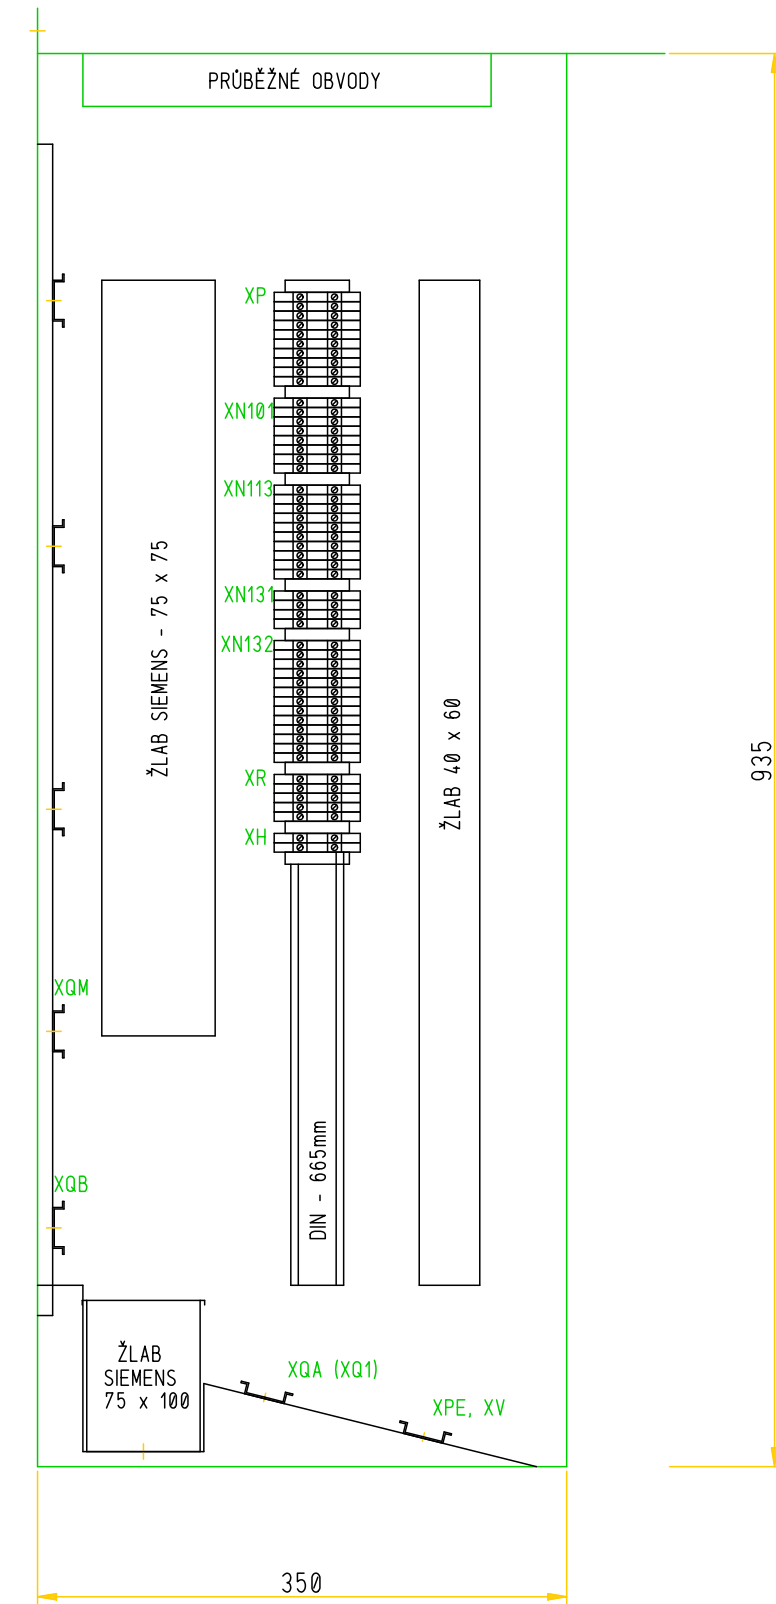 PRŮBĚŽNÉ OBVODY
XP
XN101
XN113
XN131
XN132
XR
XH
ŽLAB SIEMENS - 75 x 75
ŽLAB 40 x 60
935
XQM
XQB
DIN - 665mm
ŽLAB
SIEMENS
75 x 100
XQA (XQ1)
XPE, XV
350